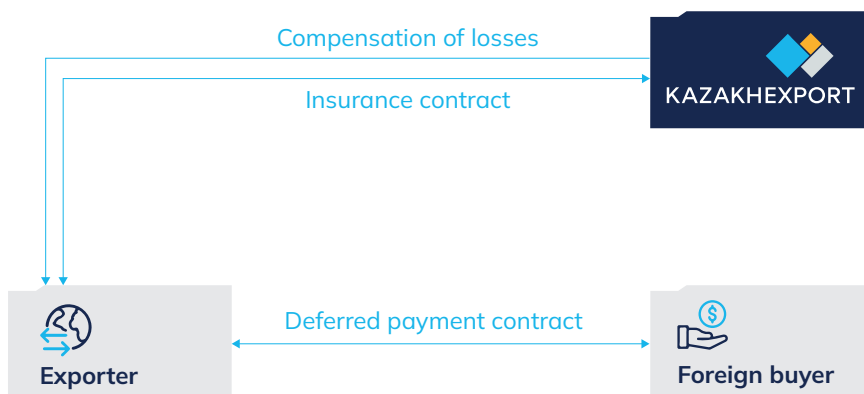 Compensation of losses
Insurance contract
KAZAKHEXPORT
Deferred payment contract
$
Exporter
Foreign buyer